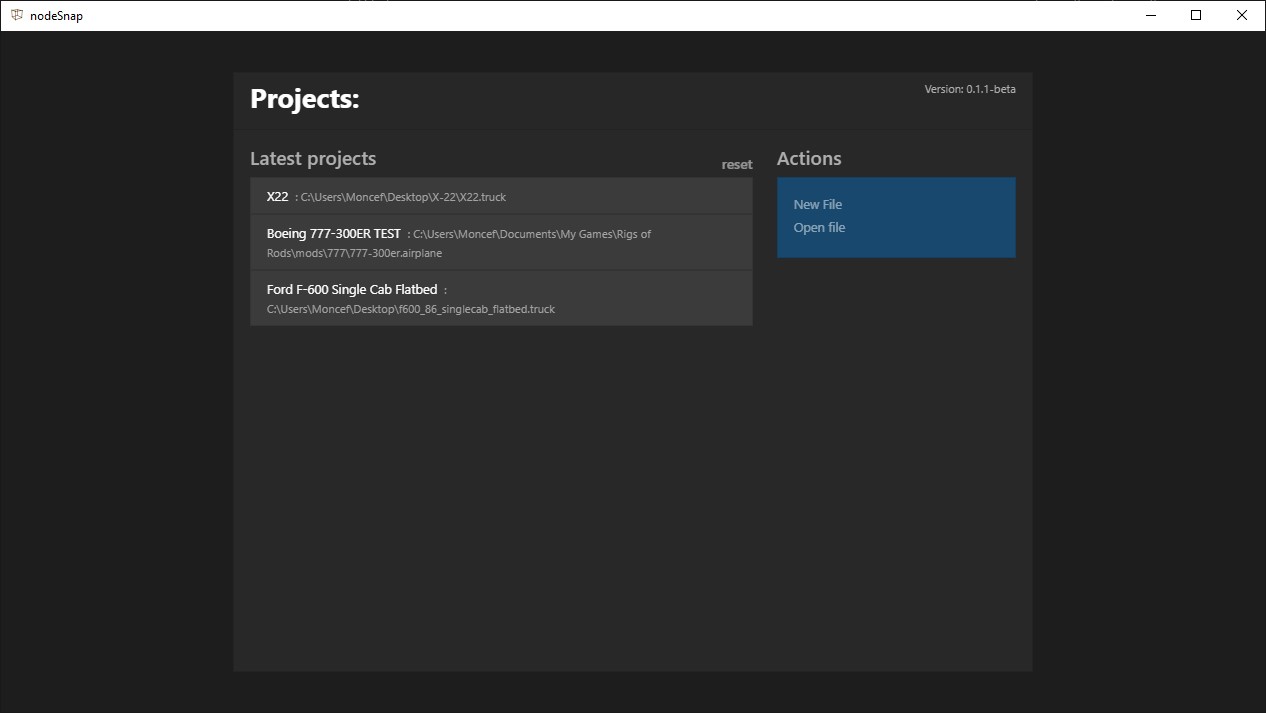 nodeSnap
Projects:
Version: 0.1.1-beta
Latest projects
reset
X22 : C:\Users\Moncef\Desktop\X-22\X22.truck
Boeing 777-300ER TEST : C:\Users\Moncef\Documents\My Games\Rigs of
Rods\mods\777\777-300er.airplane
Ford F-600 Single Cab Flatbed :
C:\Users\Moncef\Desktop\f600_86_singlecab_flatbed.truck
Actions
New File
Open file